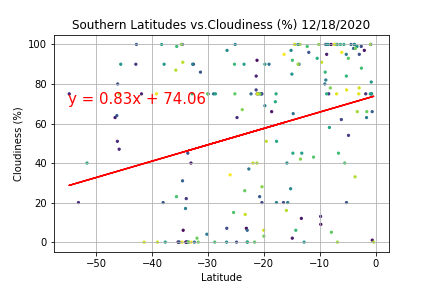 Southern Latitudes vs.Cloudiness (%) 12/18/2020
100
80
60
40
20
0
Cloudiness (%)
y = 0.83x + 74.06
−50 −40 −30 −20 −10 0
Latitude